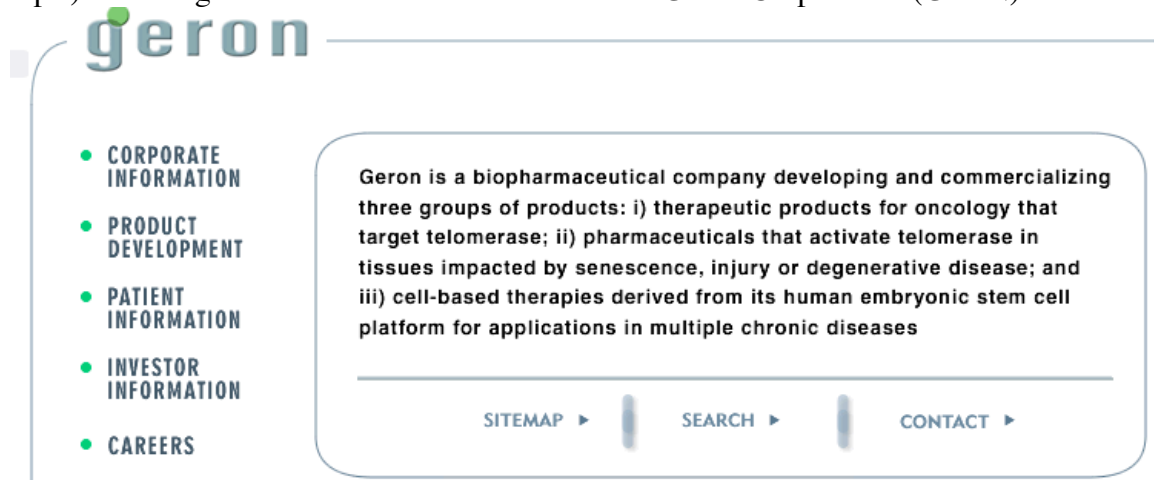 geron
CORPORATE
INFORMATION
PRODUCT
DEVELOPMENT
PATIENT
INFORMATION
INVESTOR
INFORMATION
CAREERS
Geron is a biopharmaceutical company developing and commercializing
three groups of products: i) therapeutic products for oncology that
target telomerase; ii) pharmaceuticals that activate telomerase in
tissues impacted by senescence, injury or degenerative disease; and
iii) cell-based therapies derived from its human embryonic stem cell
platform for applications in multiple chronic diseases
SITEMAP SEARCH CONTACT